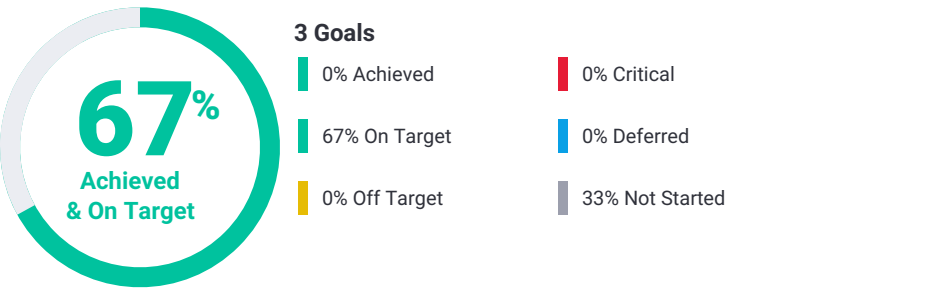 67%
Achieved
& On Target
3 Goals
0% Achieved
0% Critical
67% On Target
0% Deferred
0% Off Target
33% Not Started